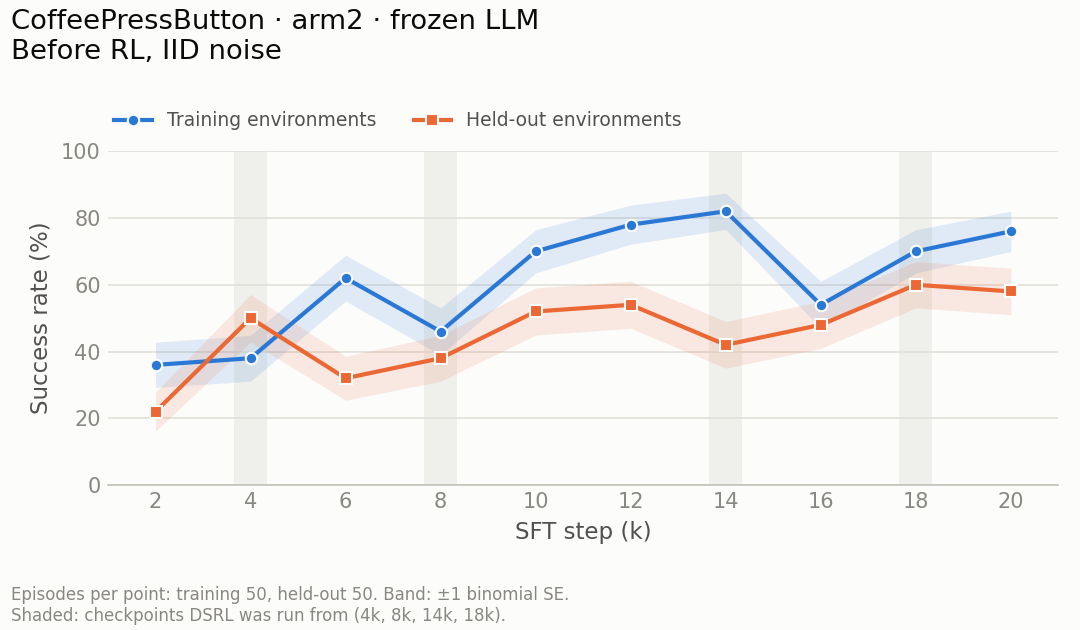 CoffeePressButton · arm2 · frozen LLM
Before RL, IID noise
Training environments
Held-out environments
Success rate (%)
100
80
60
40
20
0
2 4 6 8 10 12 14 16 18 20
SFT step (k)
Episodes per point: training 50, held-out 50. Band: ±1 binomial SE.
Shaded: checkpoints DSRL was run from (4k, 8k, 14k, 18k).